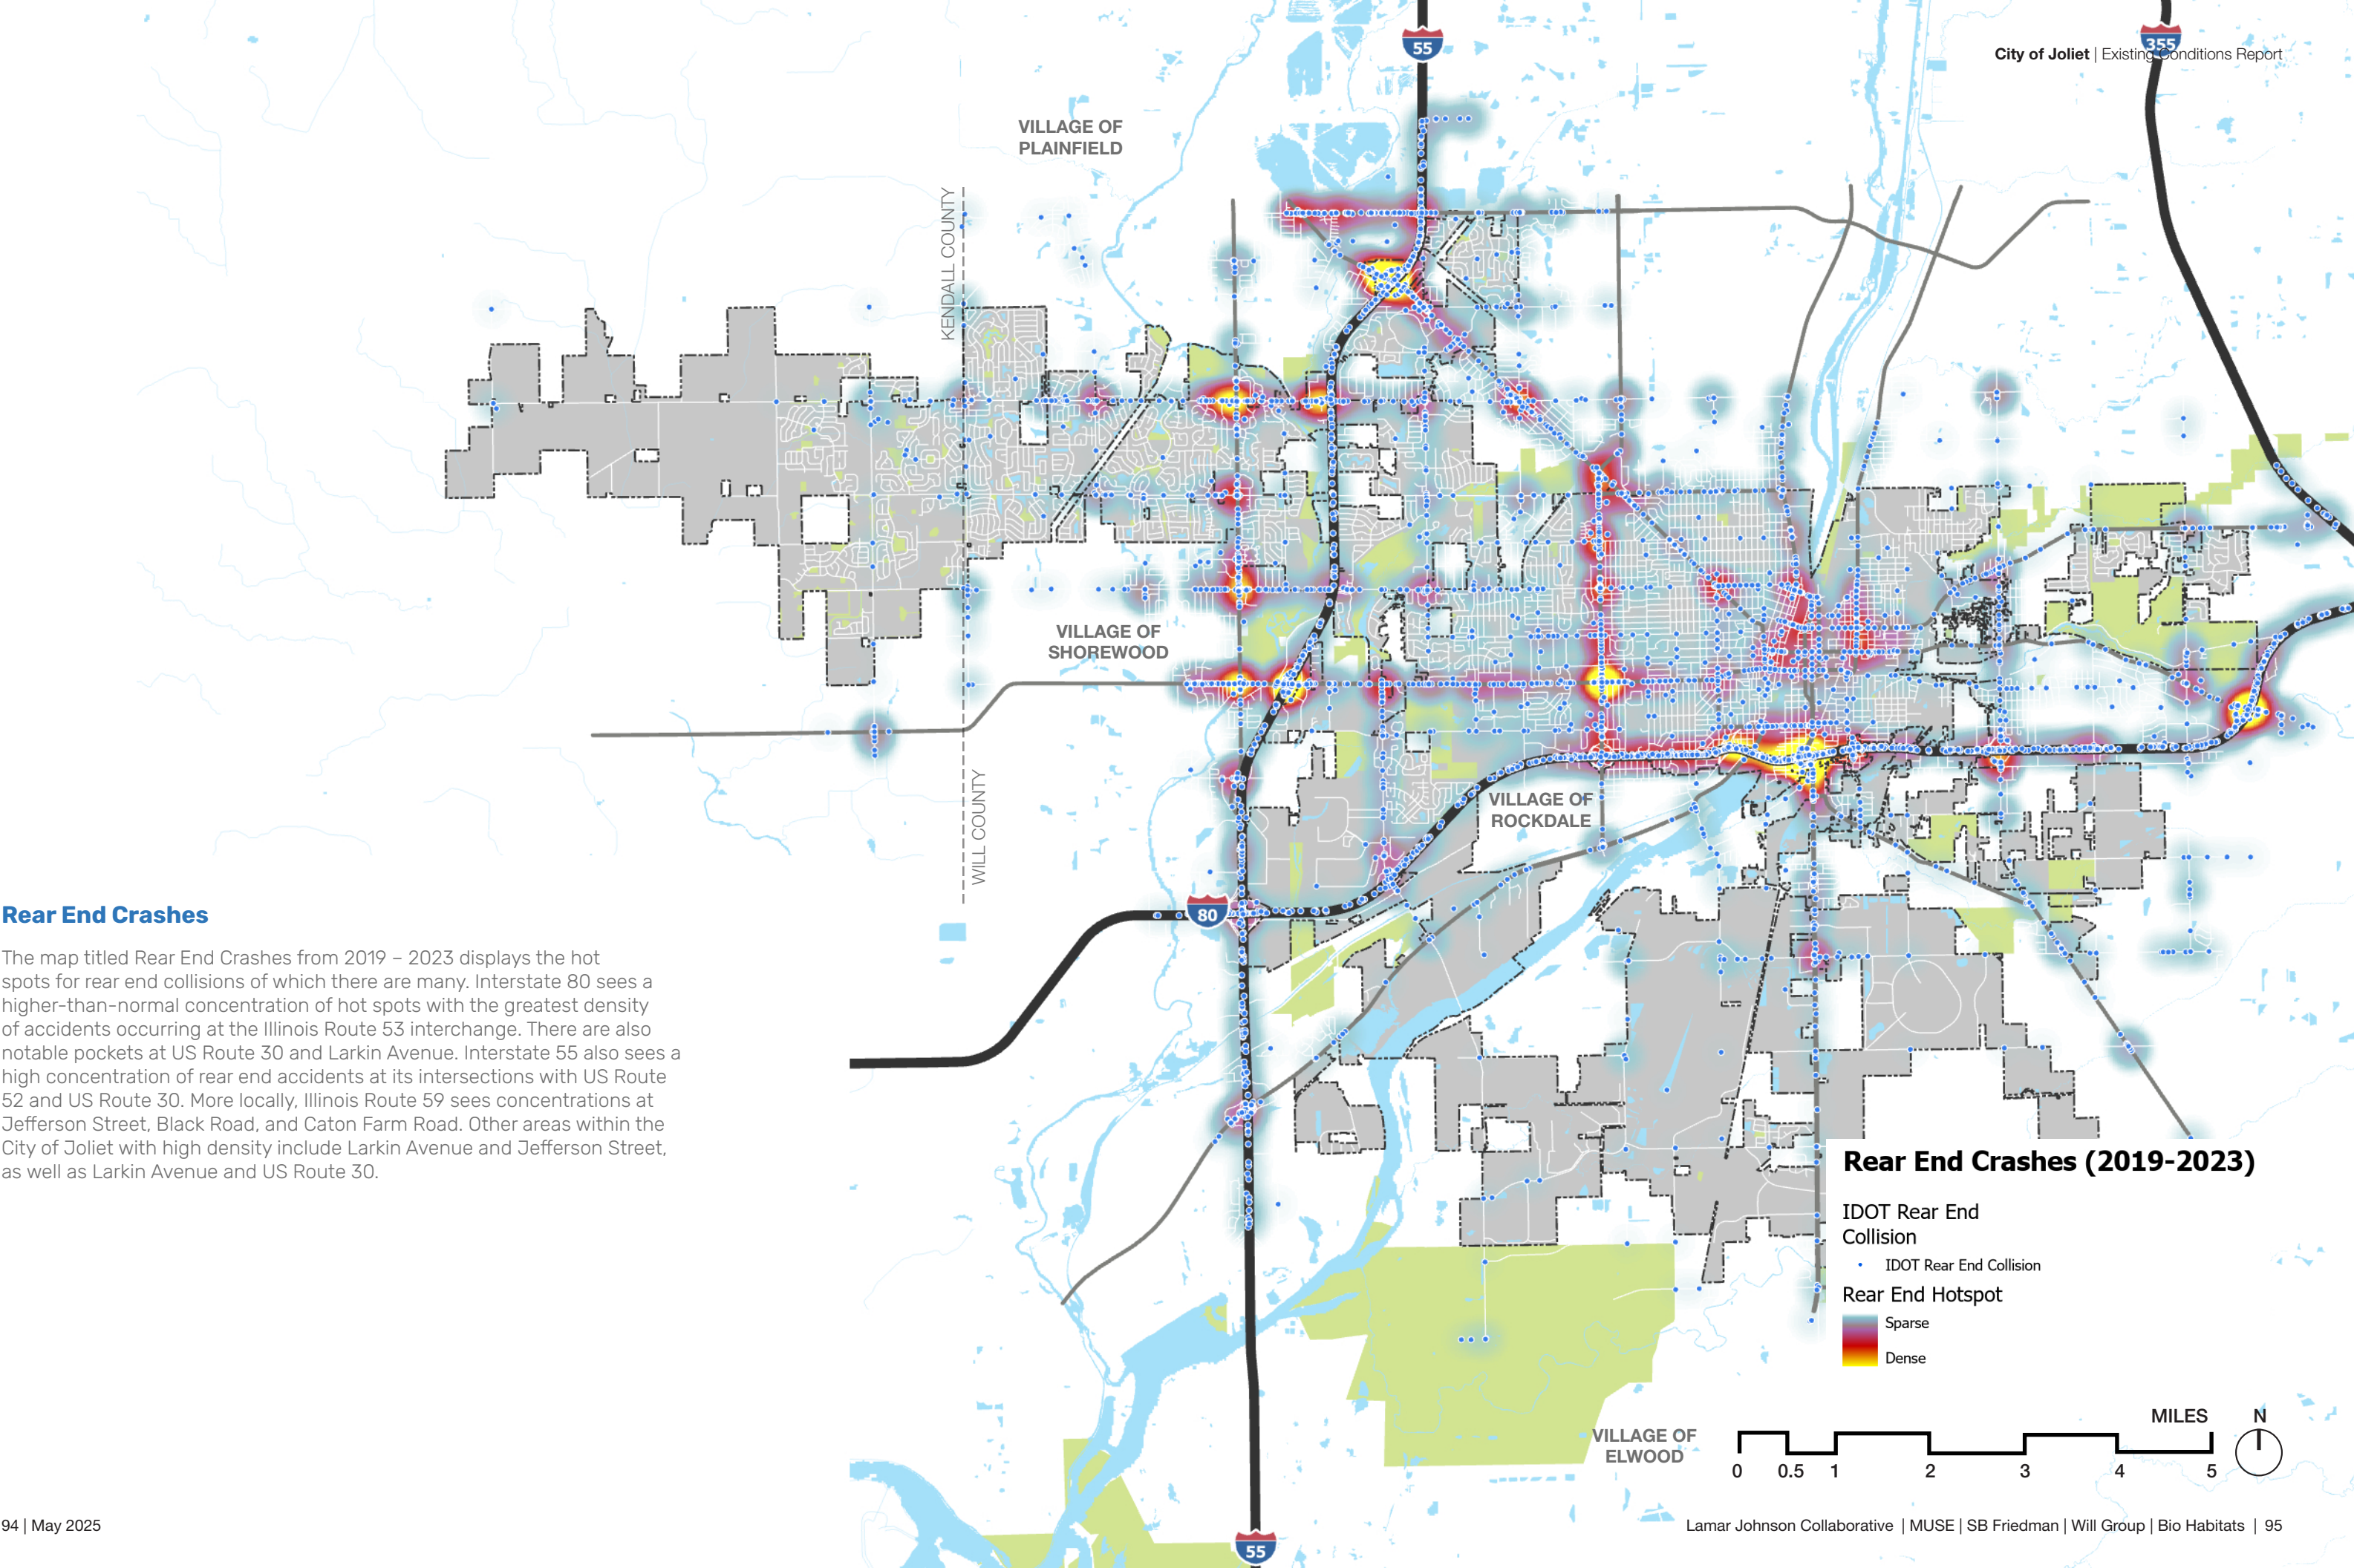 55
355
City of Joliet | Existing Conditions Report
VILLAGE OF
PLAINFIELD
KENDALL COUNTY
VILLAGE OF
SHOREWOOD
WILL COUNTY
VILLAGE OF
ROCKDALE
80
Rear End Crashes
The map titled Rear End Crashes from 2019 – 2023 displays the hot
spots for rear end collisions of which there are many. Interstate 80 sees a
higher-than-normal concentration of hot spots with the greatest density
of accidents occurring at the Illinois Route 53 interchange. There are also
notable pockets at US Route 30 and Larkin Avenue. Interstate 55 also sees a
high concentration of rear end accidents at its intersections with US Route
52 and US Route 30. More locally, Illinois Route 59 sees concentrations at
Jefferson Street, Black Road, and Caton Farm Road. Other areas within the
City of Joliet with high density include Larkin Avenue and Jefferson Street,
as well as Larkin Avenue and US Route 30.
Rear End Crashes (2019-2023)
IDOT Rear End
Collision
IDOT Rear End Collision
Rear End Hotspot
Sparse
Dense
VILLAGE OF
ELWOOD
MILES
N
0 0.5 1 2 3 4 5
94 | May 2025
Lamar Johnson Collaborative | MUSE | SB Friedman | Will Group | Bio Habitats | 95
55